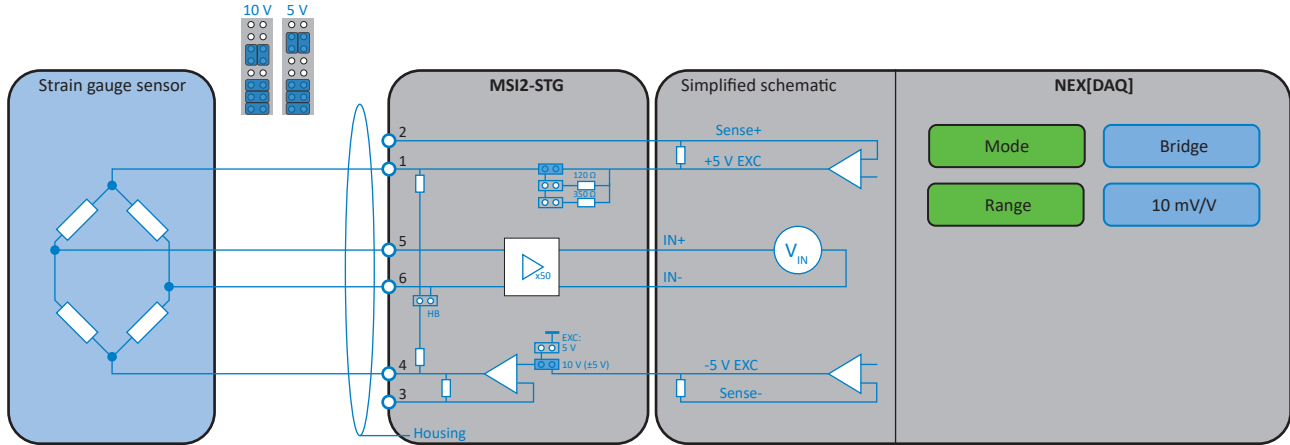 10 V 5 V
Strain gauge sensor
MSI2-STG
Simplified schematic
NEX[DAQ]
2
Sense+
Mode
Bridge
1
+5 V EXC
120 Ω
350 Ω
Range
10 mV/V
5
IN+
V IN
x50
6
IN-
HB
EXC:
5 V
4
10 V (±5 V)
-5 V EXC
3
Sense-
Housing